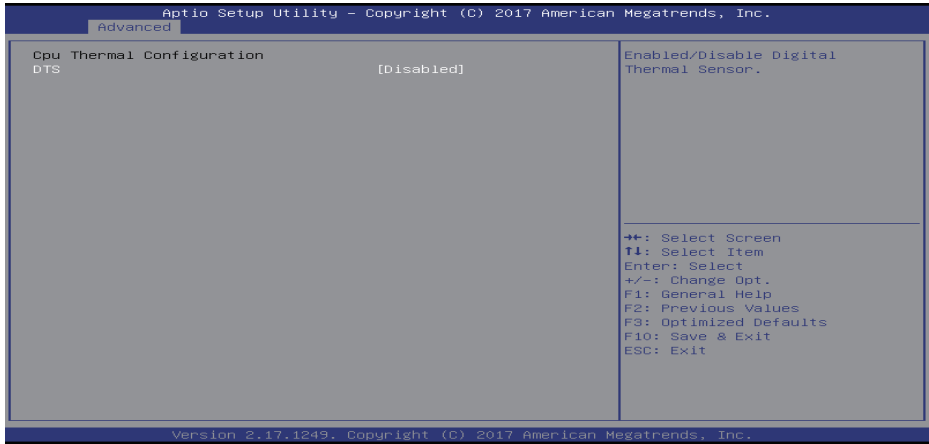 Aptio Setup Utility – Copyright (C) 2017 American Megatrends, Inc.
Advanced
Cpu Thermal Configuration
DTS [Disabled]
Enabled/Disable Digital
Thermal Sensor.
→←: Select Screen
↑↓: Select Item
Enter: Select
+/-: Change Opt.
F1: General Help
F2: Previous Values
F3: Optimized Defaults
F10: Save & Exit
ESC: Exit
Version 2.17.1249. Copyright (C) 2017 American Megatrends, Inc.